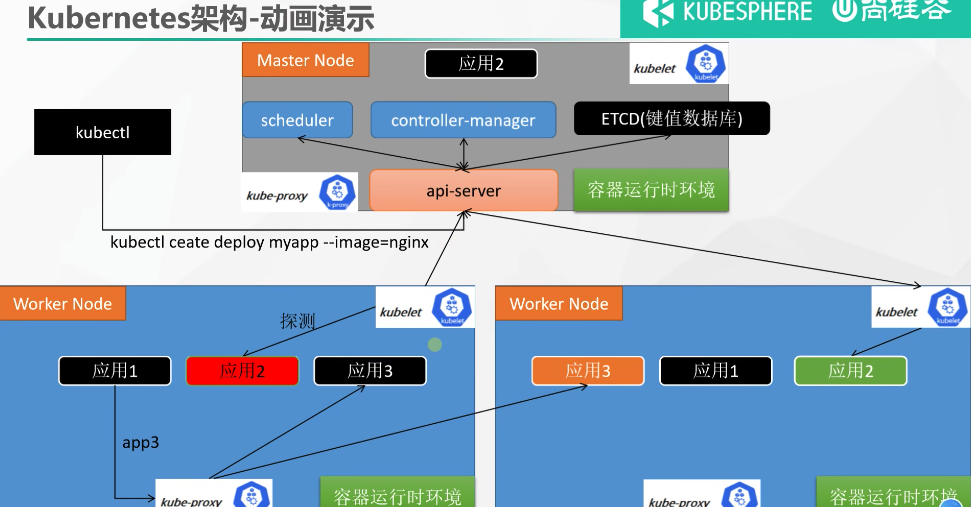 Kubernetes架构-动画演示
KUBESPHERE
尚硅谷
Master Node
应用2
kubelet
kubelet
kubectl
scheduler
controller-manager
ETCD(键值数据库)
kube-proxy
k-proxy
api-server
容器运行时环境
kubectl ceate deploy myapp --image=nginx
Worker Node
kubelet
kubelet
探测
应用1
应用2
应用3
app3
kube-proxy
容器运行时环境
Worker Node
kubelet
kubelet
应用3
应用1
应用2
kube-proxy
容器运行时环境